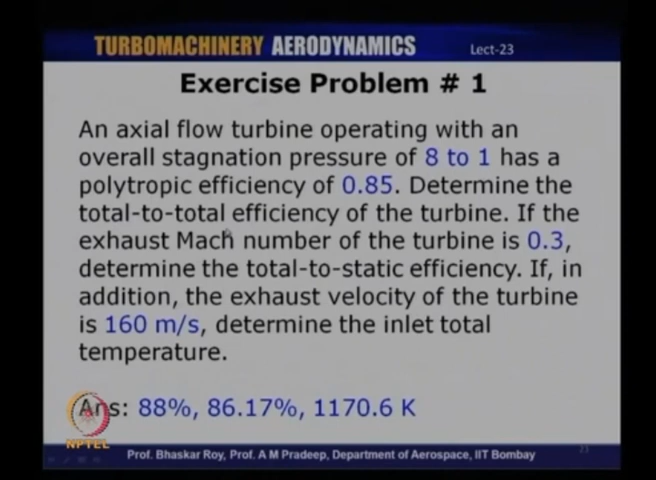 TURBOMACHINERY AERODYNAMICS Lect-23
Exercise Problem # 1
An axial flow turbine operating with an
overall stagnation pressure of 8 to 1 has a
polytropic efficiency of 0.85. Determine the
total-to-total efficiency of the turbine. If the
exhaust Mach number of the turbine is 0.3,
determine the total-to-static efficiency. If, in
addition, the exhaust velocity of the turbine
is 160 m/s, determine the inlet total
temperature.
Ans: 88%, 86.17%, 1170.6 K
NPTEL
Prof. Bhaskar Roy, Prof. A M Pradeep, Department of Aerospace, IIT Bombay
23